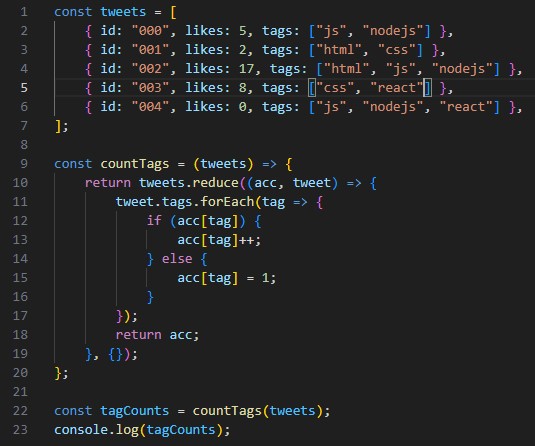 1 const tweets = [
2     { id: "000", likes: 5, tags: ["js", "nodejs"] },
3     { id: "001", likes: 2, tags: ["html", "css"] },
4     { id: "002", likes: 17, tags: ["html", "js", "nodejs"] },
5     { id: "003", likes: 8, tags: ["css", "react"] },
6     { id: "004", likes: 0, tags: ["js", "nodejs", "react"] },
7 ];
8
9 const countTags = (tweets) => {
10     return tweets.reduce((acc, tweet) => {
11         tweet.tags.forEach(tag => {
12             if (acc[tag]) {
13                 acc[tag]++;
14             } else {
15                 acc[tag] = 1;
16             }
17         });
18         return acc;
19     }, {});
20 };
21
22 const tagCounts = countTags(tweets);
23 console.log(tagCounts);